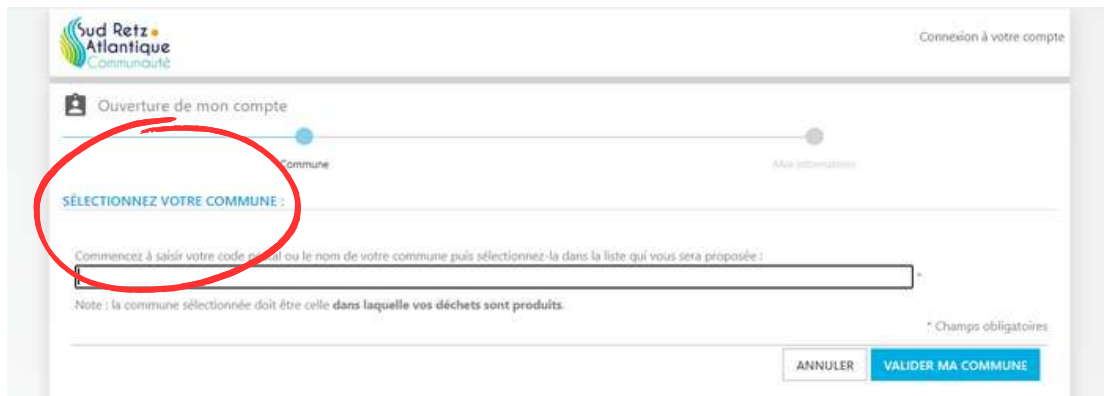 Sud Retz
Atlantique
Communauté
Connexion à votre compte
Ouverture de mon compte
Commune
Mes informations
SÉLECTIONNEZ VOTRE COMMUNE :
Commencez à saisir votre code postal ou le nom de votre commune puis sélectionnez-la dans la liste qui vous sera proposée :
*
Note : la commune sélectionnée doit être celle dans laquelle vos déchets sont produits.
* Champs obligatoires
ANNULER
VALIDER MA COMMUNE